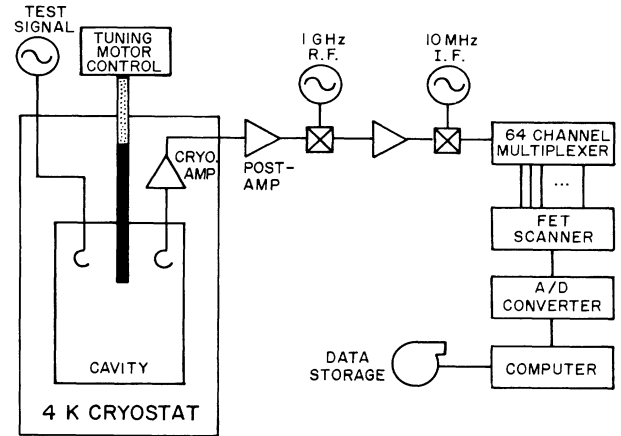 TEST
SIGNAL
TUNING
MOTOR
CONTROL
1 GHz
R.F.
10 MHz
I.F.
CRYO.
AMP
POST-
AMP
64 CHANNEL
MULTIPLEXER
...
FET
SCANNER
A/D
CONVERTER
COMPUTER
DATA
STORAGE
CAVITY
4 K CRYOSTAT